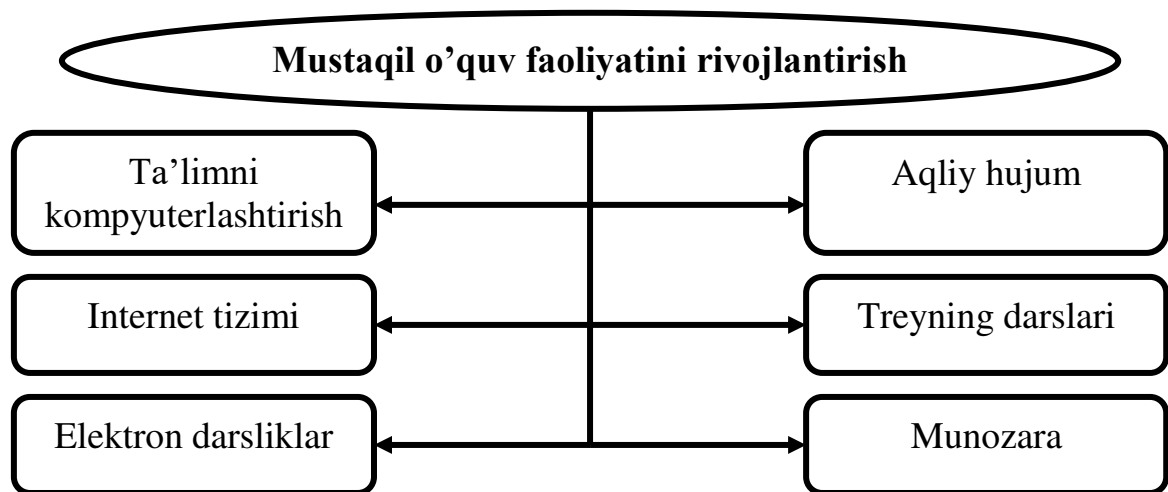 Mustaqil o’quv faoliyatini rivojlantirish
Ta’limni
kompyuterlashtirish
Aqliy hujum
Internet tizimi
Treyning darslari
Elektron darsliklar
Munozara